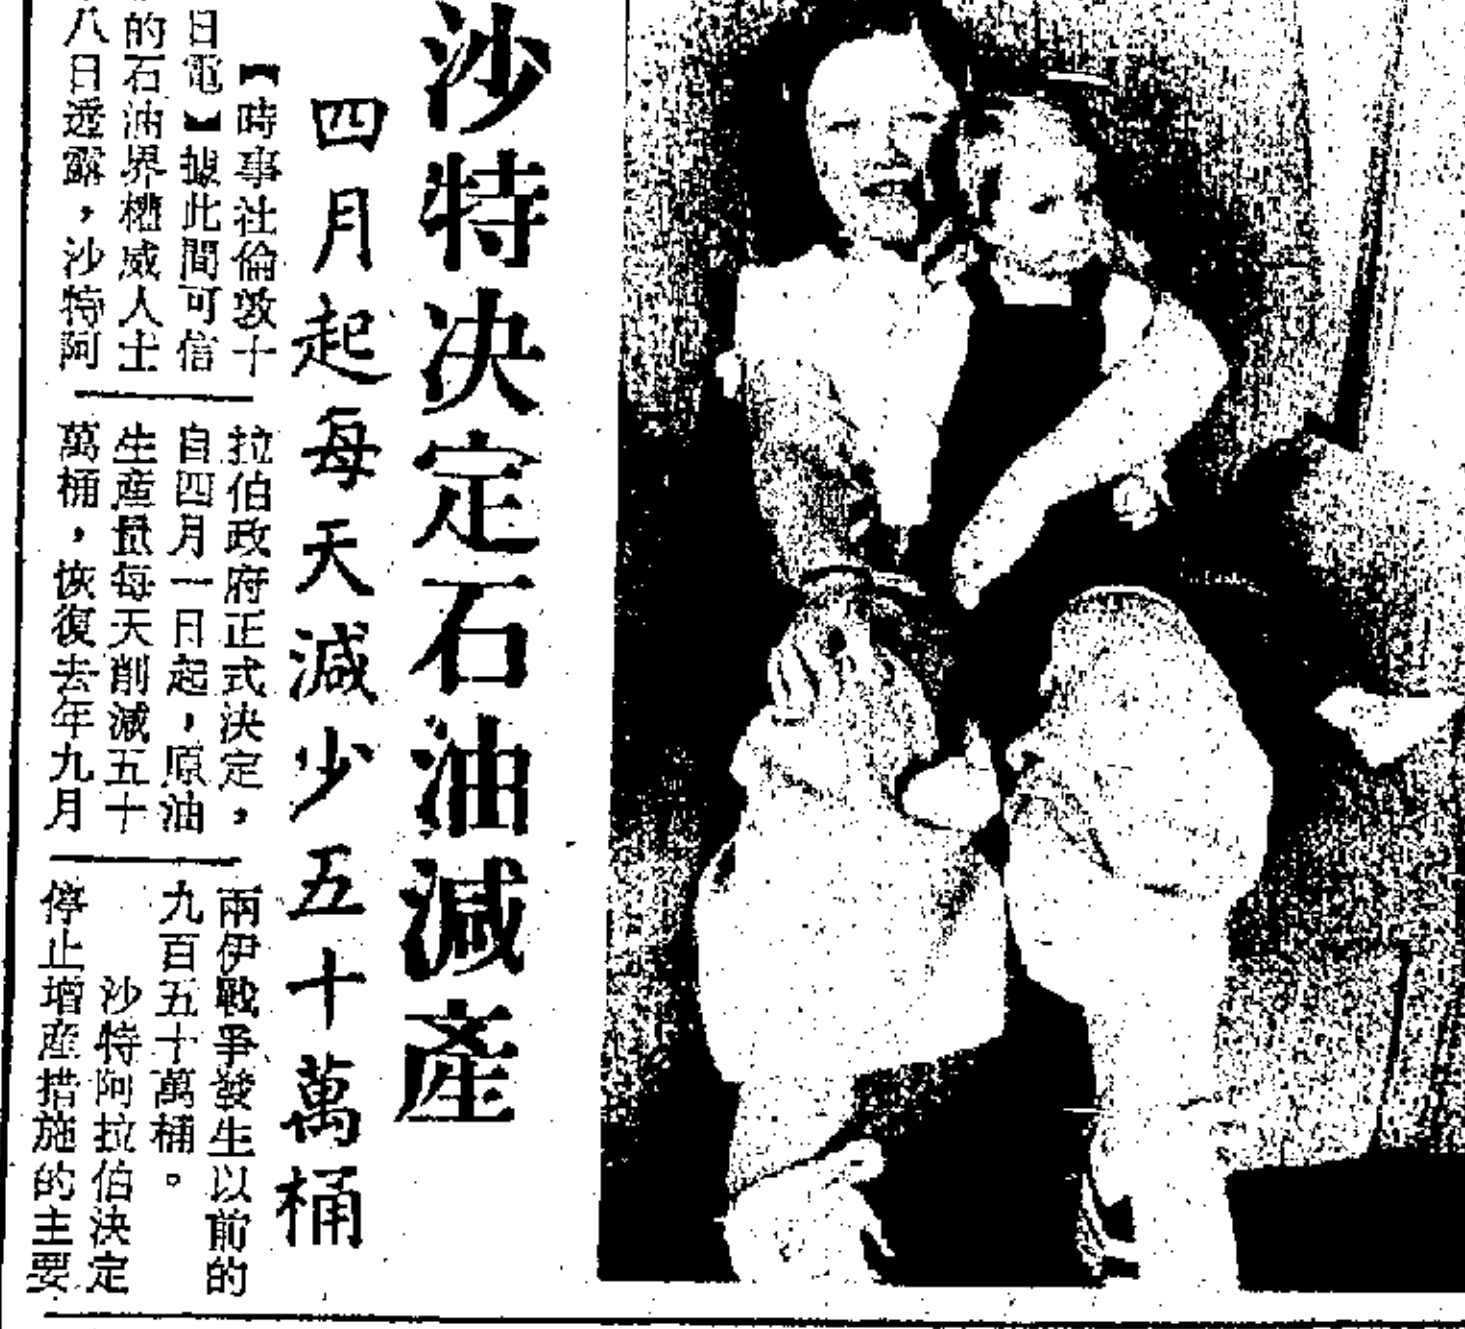 沙特决定石油減產
四月起每天減少五十萬桶
【時事社倫敦十
日電】據此間可信
的石油界權威人士
八日透露，沙特阿
拉伯政府正式決定，
自四月一日起，原油
生産量每天削減五十
萬桶，恢復去年九月
兩伊戰爭發生以前的
九百五十萬桶。
沙特阿拉伯決定
停止增産措施的主要